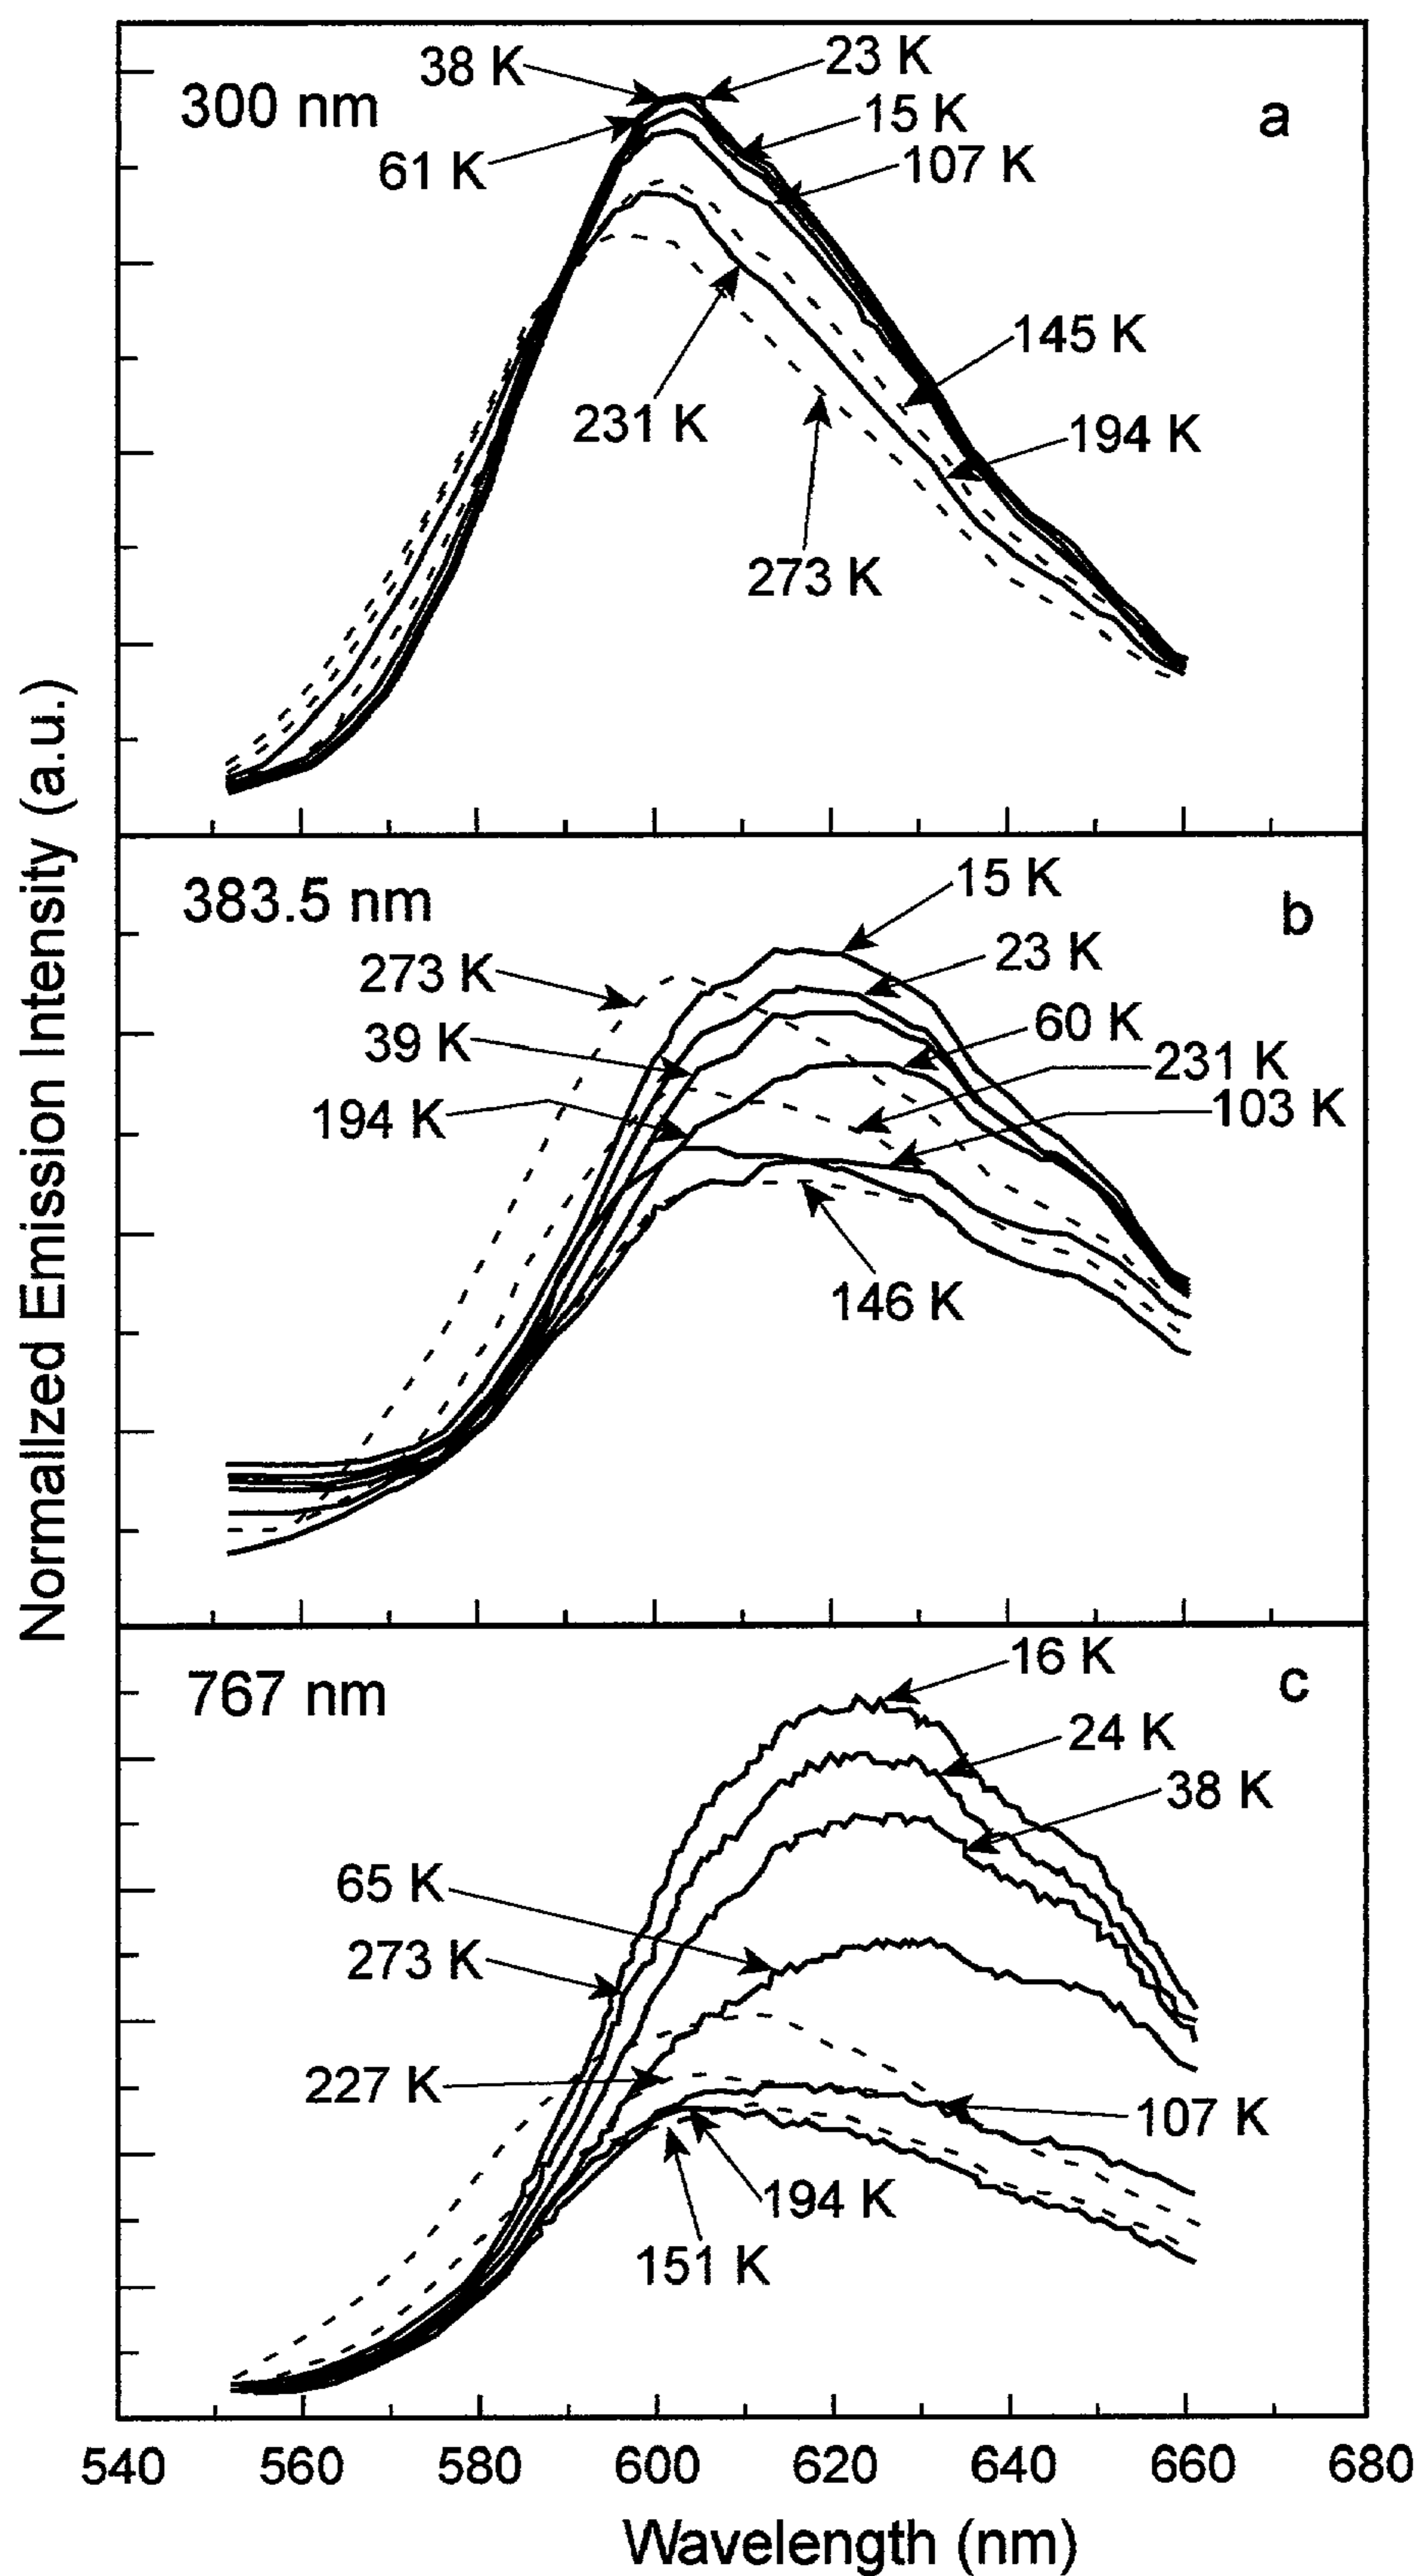 38 K
23 K
300 nm
15 K
a
61 K
107 K
145 K
231 K
194 K
273 K
383.5 nm
15 K
b
273 K
23 K
39 K
60 K
231 K
194 K
103 K
146 K
767 nm
16 K
c
24 K
38 K
65 K
273 K
227 K
107 K
194 K
151 K
Normalized Emission Intensity (a.u.)
540 560 580 600 620 640 660 680
Wavelength (nm)